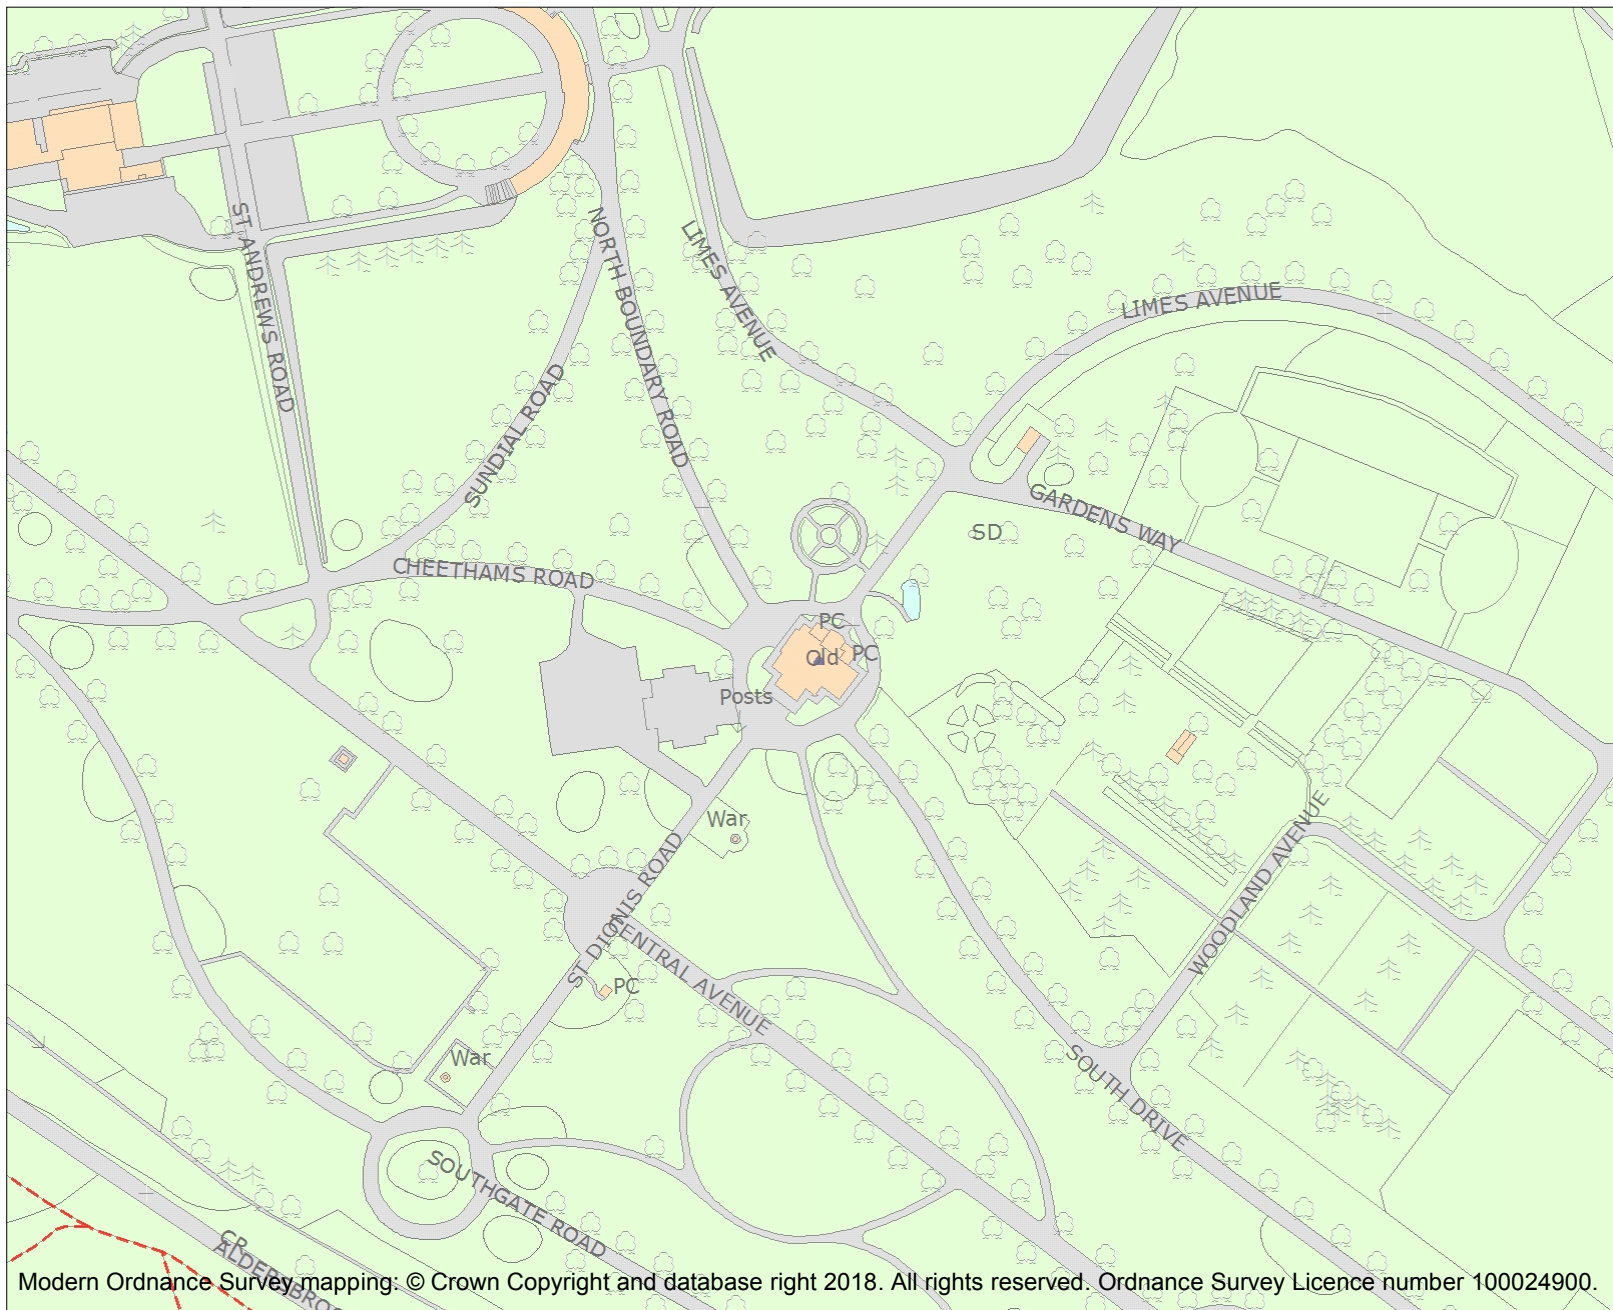 ST ANDREWS ROAD
NORTH BOUNDARY ROAD
LIMES AVENUE
LIMES AVENUE
SUNDIAL ROAD
GARDENS WAY
SD
CHEETHAMS ROAD
PC
Old
PC
Posts
War
ST DIONIS ROAD
WOODLAND AVENUE
CENTRAL AVENUE
PC
War
SOUTH DRIVE
SOUTHGATE ROAD
CR
Modern Ordnance Survey mapping: © Crown Copyright and database right 2018. All rights reserved. Ordnance Survey Licence number 100024900.